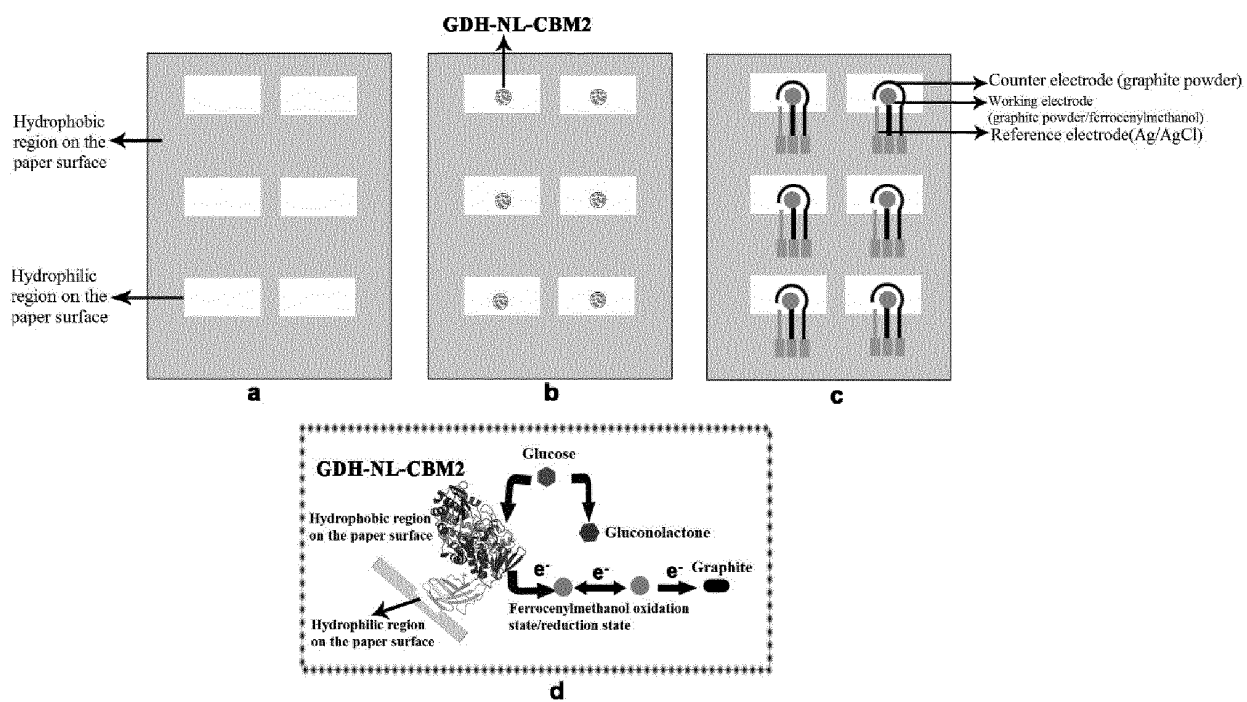 GDH-NL-CBM2
Hydrophobic
region on the
paper surface
Hydrophilic
region on the
paper surface
Counter electrode (graphite powder)
Working electrode
(graphite powder/ferrocenylmethanol)
Reference electrode(Ag/AgCl)
a
b
c
GDH-NL-CBM2
Glucose
Hydrophobic region
on the paper surface
Gluconolactone
e-
e-
e-
Graphite
Ferrocenylmethanol oxidation
state/reduction state
Hydrophilic region
on the paper surface
d